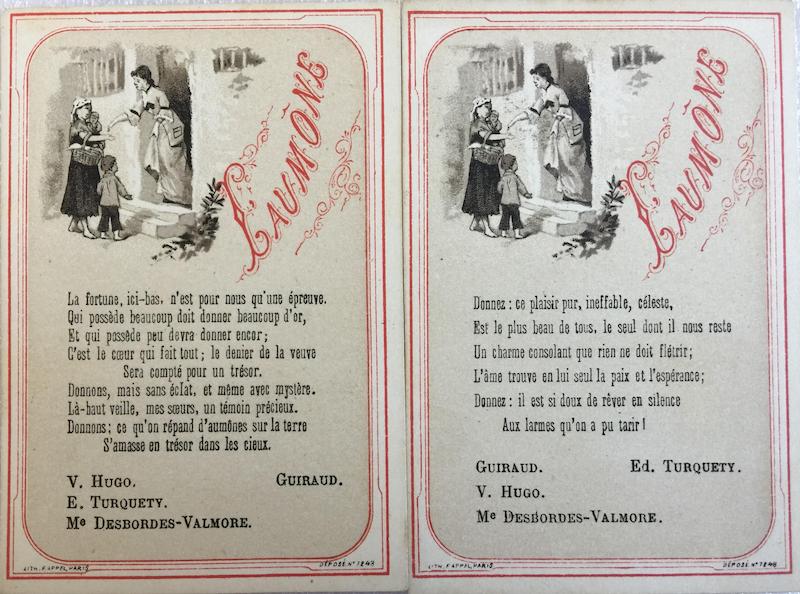 L'AUMÔNE
La fortune, ici-bas, n'est pour nous qu'une épreuve.
Qui possède beaucoup doit donner beaucoup d'or,
Et qui possède peu devra donner encor;
C'est le cœur qui fait tout; le denier de la veuve
Sera compté pour un trésor.
Donnons, mais sans éclat, et même avec mystère.
Là-haut veille, mes sœurs, un témoin précieux.
Donnons; ce qu'on répand d'aumônes sur la terre
S'amasse en trésor dans les cieux.
V. HUGO. GUIRAUD.
E. TURQUETY.
Me DESBORDES-VALMORE.
LITH. F. APPEL, PARIS DÉPOSÉ. N° 1248
L'AUMÔNE
Donnez : ce plaisir pur, ineffable, céleste,
Est le plus beau de tous, le seul dont il nous reste
Un charme consolant que rien ne doit flétrir;
L'âme trouve en lui seul la paix et l'espérance;
Donnez : il est si doux de rêver en silence
Aux larmes qu'on a pu tarir!
GUIRAUD. Ed. TURQUETY.
V. HUGO.
Me DESBORDES-VALMORE.
LITH. F. APPEL, PARIS DÉPOSÉ. N° 1248